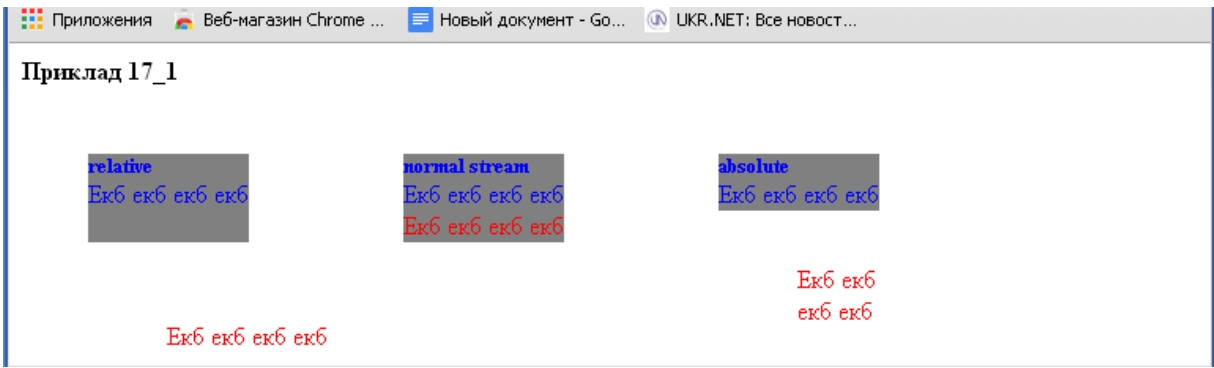 Приложения Веб-магазин Chrome ... Новый документ - Go... UKR.NET: Все новост...
Приклад 17_1
relative
Екб екб екб екб
normal stream
Екб екб екб екб
Екб екб екб екб
absolute
Екб екб екб екб
Екб екб
екб екб
Екб екб екб екб